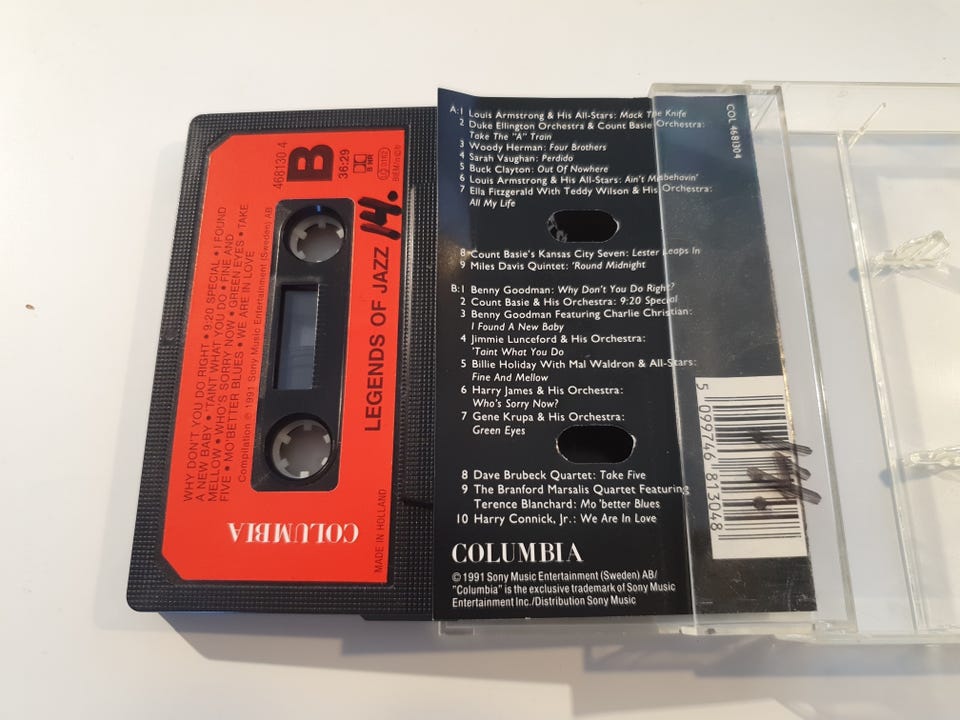 WHY DON'T YOU DO RIGHT • 9:20 SPECIAL • I FOUND
A NEW BABY • 'TAINT WHAT YOU DO • FINE AND
MELLOW • WHO'S SORRY NOW • GREEN EYES • TAKE
FIVE • MO'BETTER BLUES • WE ARE IN LOVE
Compilation ℗ 1991 Sony Music Entertainment (Sweden) AB
468130 4
B
36:29
B NR
BIEM/n©b
14.
LEGENDS OF JAZZ
COLUMBIA
MADE IN HOLLAND
A:1 Louis Armstrong & His All-Stars: Mack The Knife
2 Duke Ellington Orchestra & Count Basie Orchestra:
Take The "A" Train
3 Woody Herman: Four Brothers
4 Sarah Vaughan: Perdido
5 Buck Clayton: Out Of Nowhere
6 Louis Armstrong & His All-Stars: Ain't Misbehavin'
7 Ella Fitzgerald With Teddy Wilson & His Orchestra:
All My Life
8 Count Basie's Kansas City Seven: Lester Leaps In
9 Miles Davis Quintet: 'Round Midnight
B:1 Benny Goodman: Why Don't You Do Right?
2 Count Basie & His Orchestra: 9:20 Special
3 Benny Goodman Featuring Charlie Christian:
I Found A New Baby
4 Jimmie Lunceford & His Orchestra:
'Taint What You Do
5 Billie Holiday With Mal Waldron & All-Stars:
Fine And Mellow
6 Harry James & His Orchestra:
Who's Sorry Now?
7 Gene Krupa & His Orchestra:
Green Eyes
8 Dave Brubeck Quartet: Take Five
9 The Branford Marsalis Quartet Featuring
Terence Blanchard: Mo'better Blues
10 Harry Connick, Jr.: We Are In Love
COLUMBIA
© 1991 Sony Music Entertainment (Sweden) AB/
"Columbia" is the exclusive trademark of Sony Music
Entertainment Inc./Distribution Sony Music
COL 468130 4
5 099746 813048